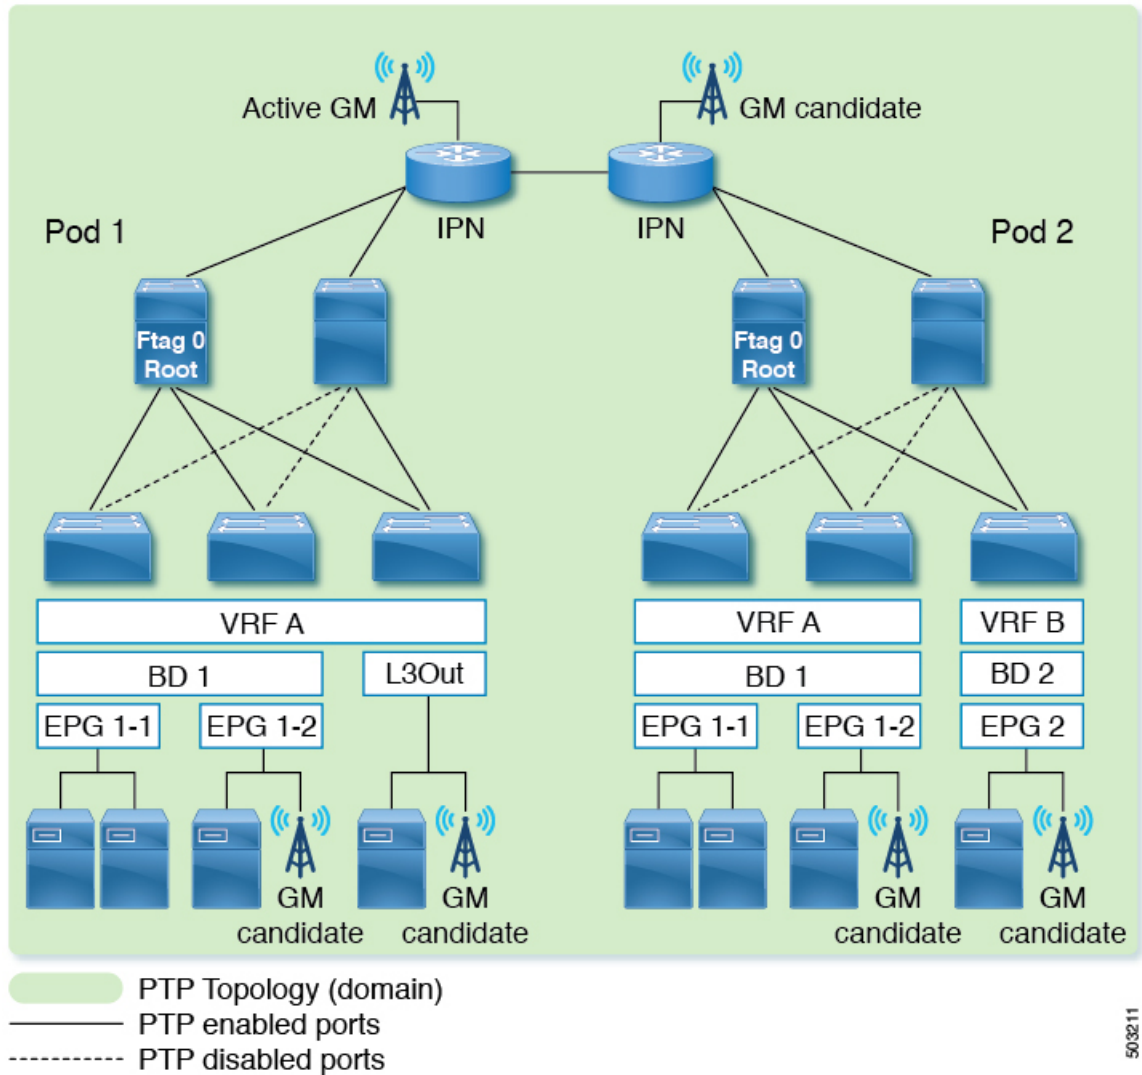 Active GM
GM candidate
IPN
IPN
Pod 1
Pod 2
Ftag 0
Root
Ftag 0
Root
VRF A
VRF A
VRF B
BD 1
L3Out
BD 1
BD 2
EPG 1-1
EPG 1-2
EPG 1-1
EPG 1-2
EPG 2
GM
candidate
GM
candidate
GM
candidate
GM
candidate
PTP Topology (domain)
PTP enabled ports
PTP disabled ports
503211